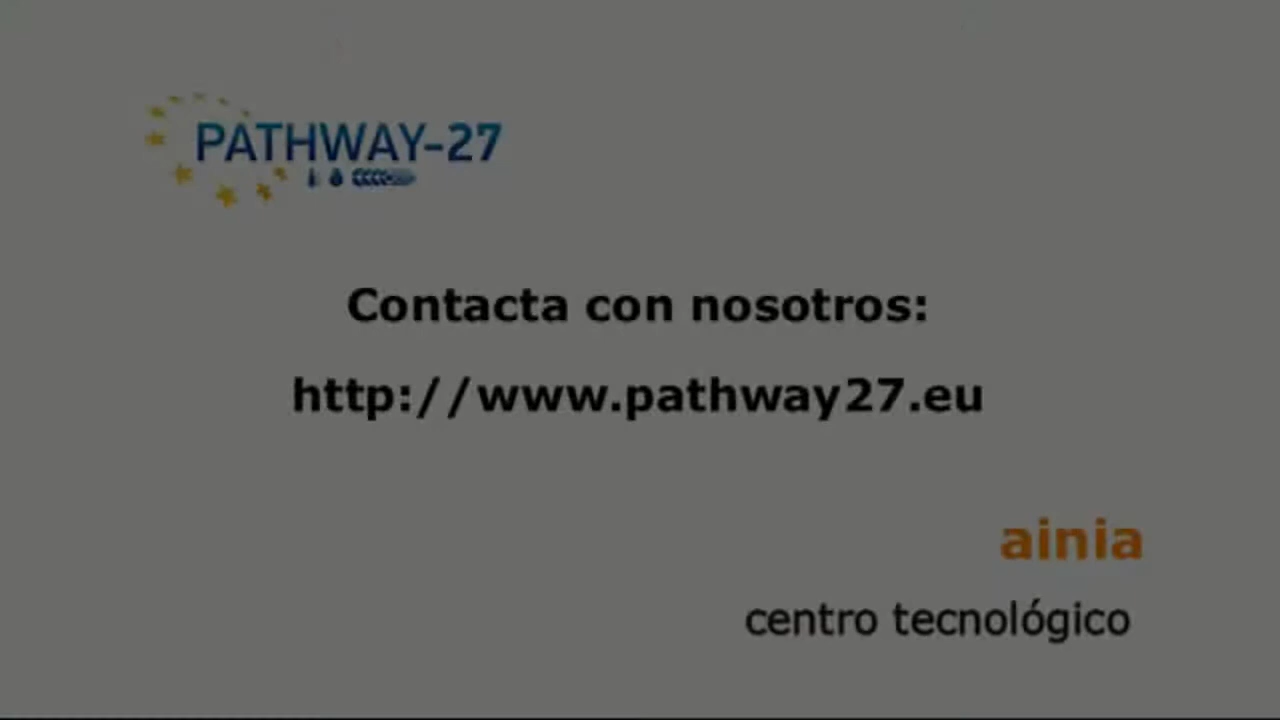 PATHWAY-27
Contacta con nosotros:
http://www.pathway27.eu
ainia
centro tecnológico